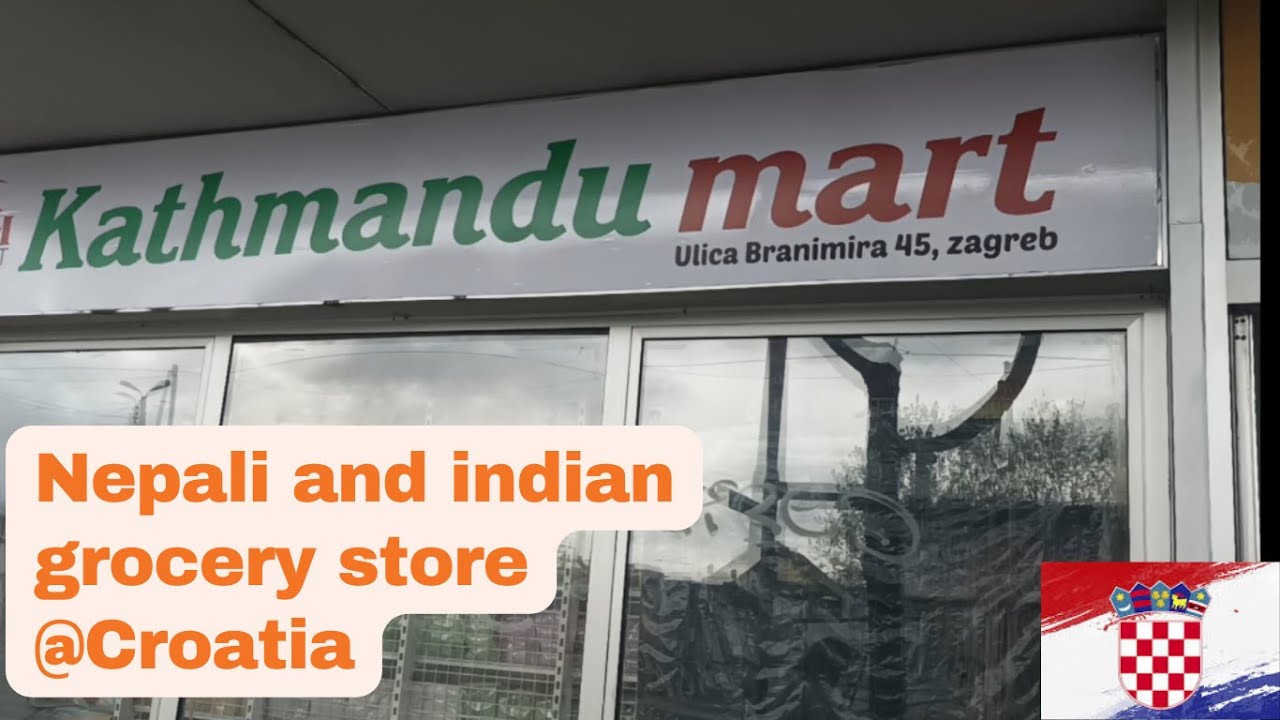 Kathmandu mart
Ulica Branimira 45, zagreb
Nepali and indian
grocery store
@Croatia